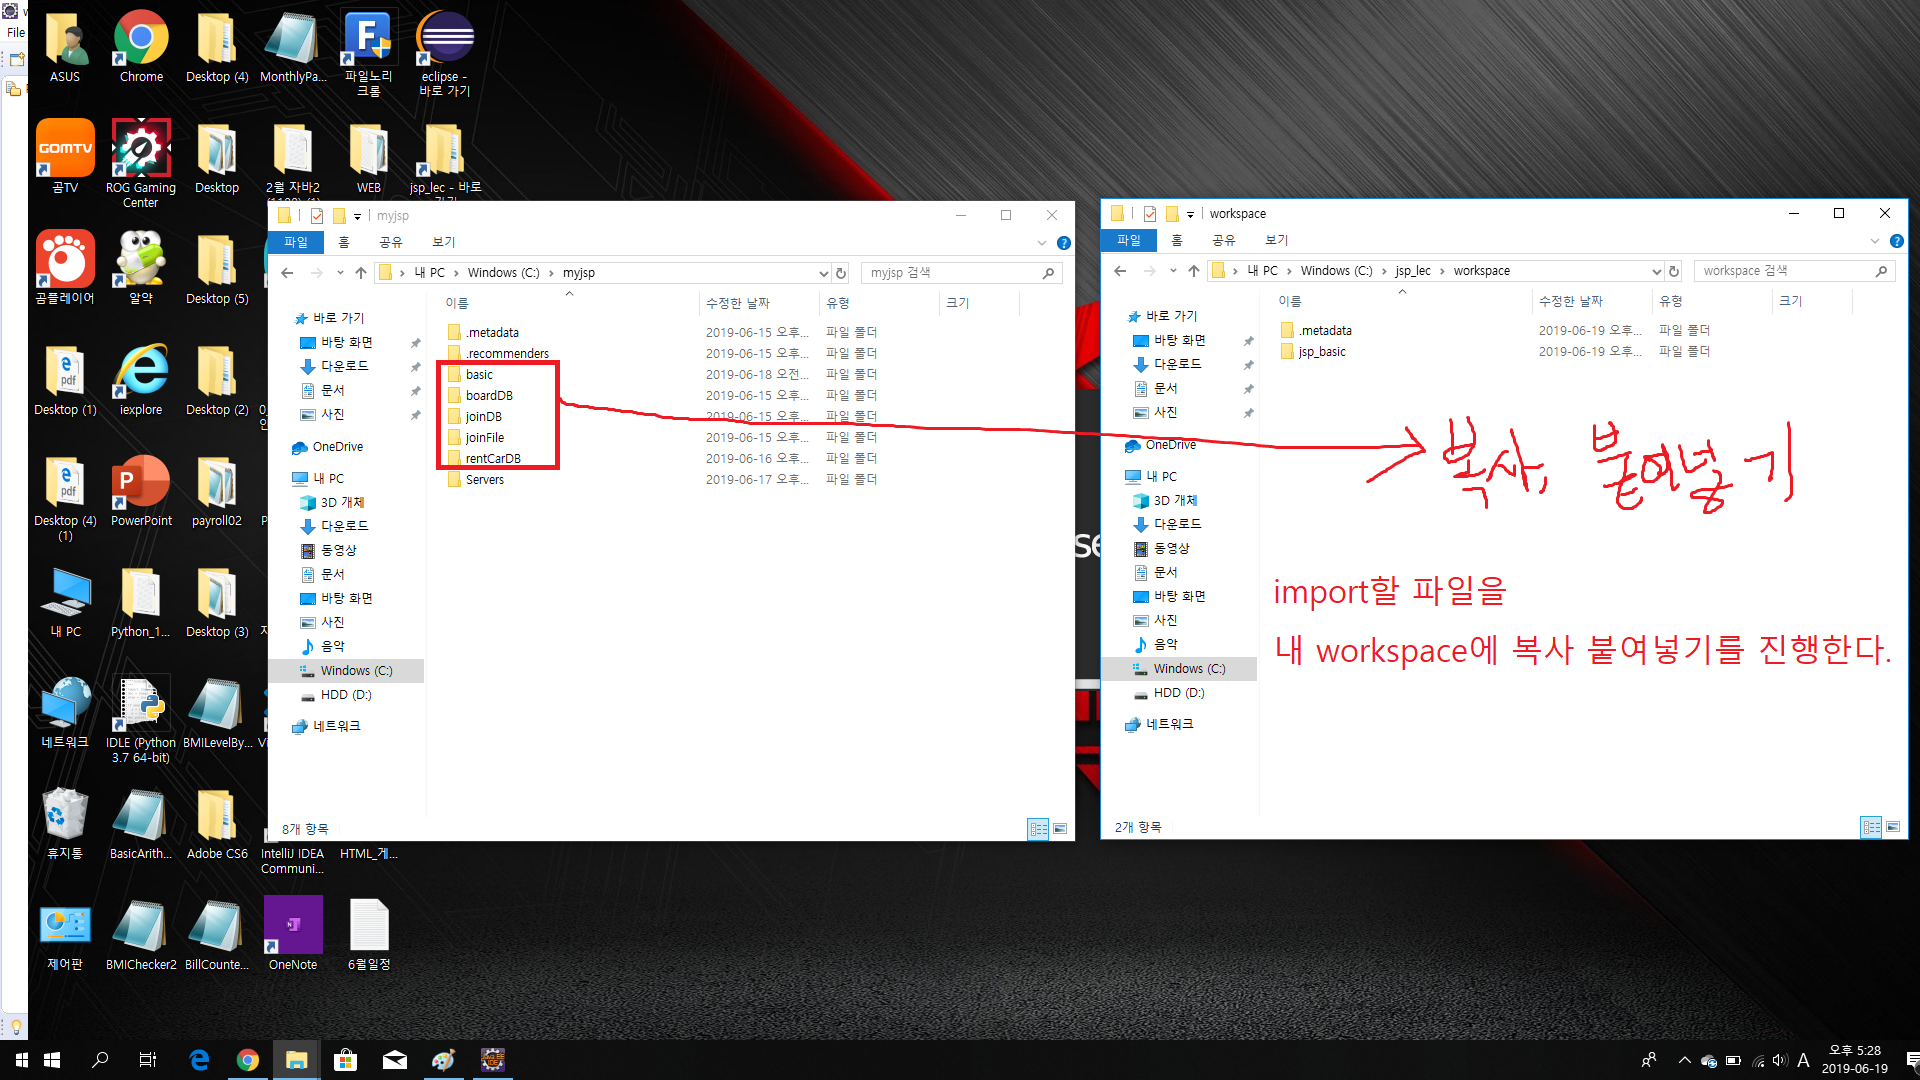 File
ASUS
Chrome
Desktop (4)
MonthlyPa...
파일노리
크롬
eclipse -
바로 가기
GOMTV
곰TV
ROG Gaming
Center
Desktop
2월 자바2
WEB
jsp_lec - 바로
곰플레이어
알약
Desktop (5)
pdf
Desktop (1)
iexplore
Desktop (2)
pdf
Desktop (4)
(1)
PowerPoint
payroll02
내 PC
Python_1...
Desktop (3)
네트워크
IDLE (Python
3.7 64-bit)
BMILevelBy...
휴지통
BasicArith...
Adobe CS6
IntelliJ IDEA
Communi...
HTML_게...
제어판
BMIChecker2
BillCounte...
OneNote
6월일정
myjsp
파일
홈
공유
보기
내 PC
Windows (C:)
myjsp
myjsp 검색
이름
수정한 날짜
유형
크기
바로 가기
바탕 화면
다운로드
문서
사진
OneDrive
내 PC
3D 개체
다운로드
동영상
문서
바탕 화면
사진
음악
Windows (C:)
HDD (D:)
네트워크
.metadata 2019-06-15 오후... 파일 폴더
.recommenders 2019-06-15 오후... 파일 폴더
basic 2019-06-18 오전... 파일 폴더
boardDB 2019-06-15 오후... 파일 폴더
joinDB 2019-06-15 오후... 파일 폴더
joinFile 2019-06-15 오후... 파일 폴더
rentCarDB 2019-06-16 오후... 파일 폴더
Servers 2019-06-17 오후... 파일 폴더
8개 항목
workspace
파일
홈
공유
보기
내 PC
Windows (C:)
jsp_lec
workspace
workspace 검색
이름
수정한 날짜
유형
크기
바로 가기
바탕 화면
다운로드
문서
사진
OneDrive
내 PC
3D 개체
다운로드
동영상
문서
바탕 화면
사진
음악
Windows (C:)
HDD (D:)
네트워크
.metadata 2019-06-19 오후... 파일 폴더
jsp_basic 2019-06-19 오후... 파일 폴더
복사, 붙여넣기
import할 파일을
내 workspace에 복사 붙여넣기를 진행한다.
2개 항목
A
오후 5:28
2019-06-19